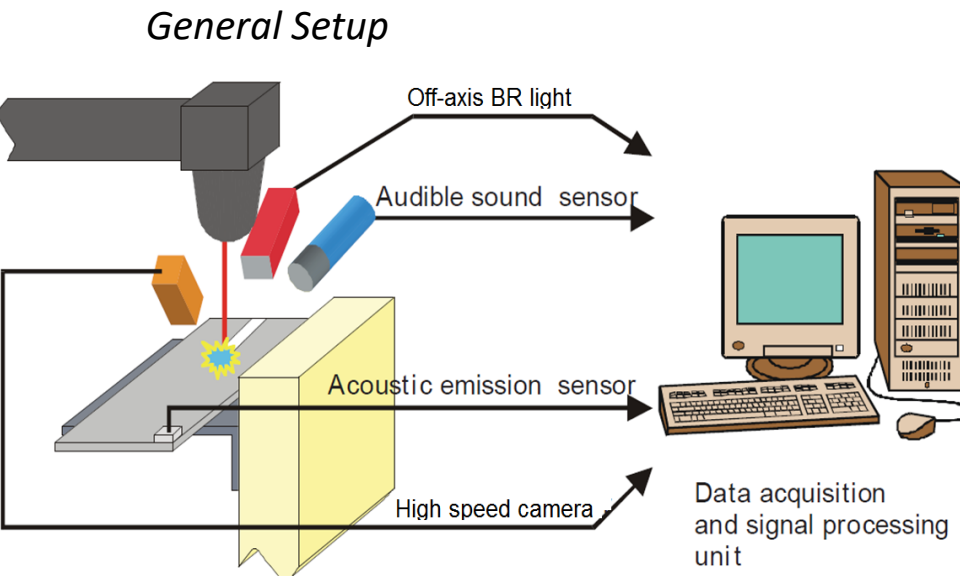 General Setup
Off-axis BR light
Audible sound sensor
Acoustic emission sensor
High speed camera
Data acquisition
and signal processing
unit